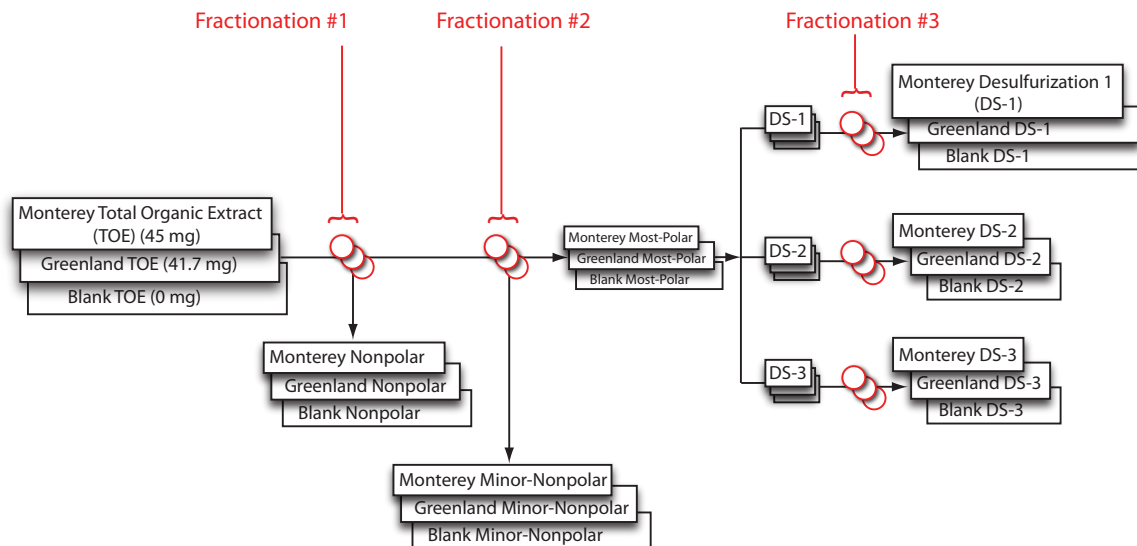 Fractionation #1
Fractionation #2
Fractionation #3
Monterey Total Organic Extract
(TOE) (45 mg)
Greenland TOE (41.7 mg)
Blank TOE (0 mg)
Monterey Nonpolar
Greenland Nonpolar
Blank Nonpolar
Monterey Minor-Nonpolar
Greenland Minor-Nonpolar
Blank Minor-Nonpolar
Monterey Most-Polar
Greenland Most-Polar
Blank Most-Polar
DS-1
Monterey Desulfurization 1
(DS-1)
Greenland DS-1
Blank DS-1
DS-2
Monterey DS-2
Greenland DS-2
Blank DS-2
DS-3
Monterey DS-3
Greenland DS-3
Blank DS-3